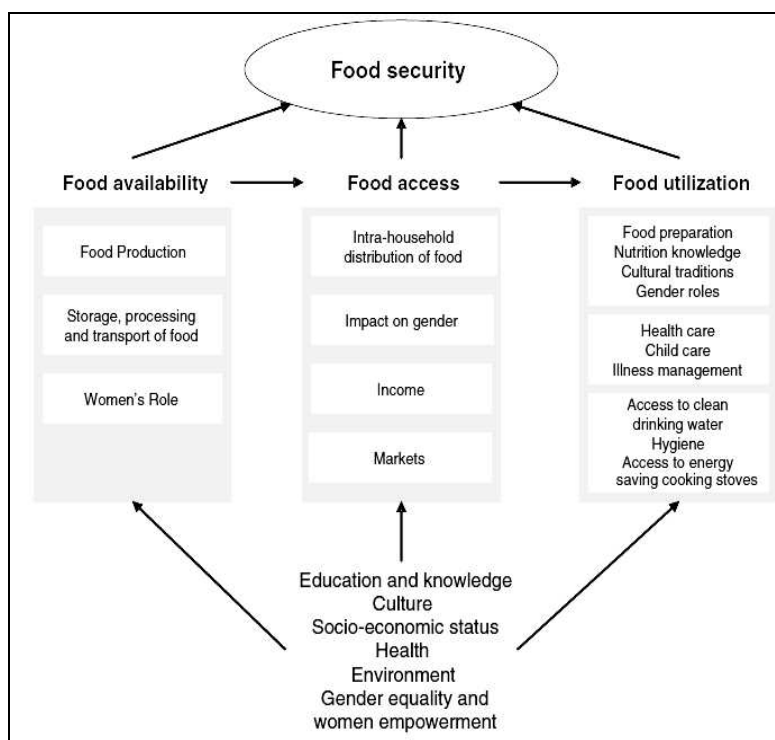 Food security
Food availability
Food access
Food utilization
Food Production
Storage, processing
and transport of food
Women's Role
Intra-household
distribution of food
Impact on gender
Income
Markets
Food preparation
Nutrition knowledge
Cultural traditions
Gender roles
Health care
Child care
Illness management
Access to clean
drinking water
Hygiene
Access to energy
saving cooking stoves
Education and knowledge
Culture
Socio-economic status
Health
Environment
Gender equality and
women empowerment